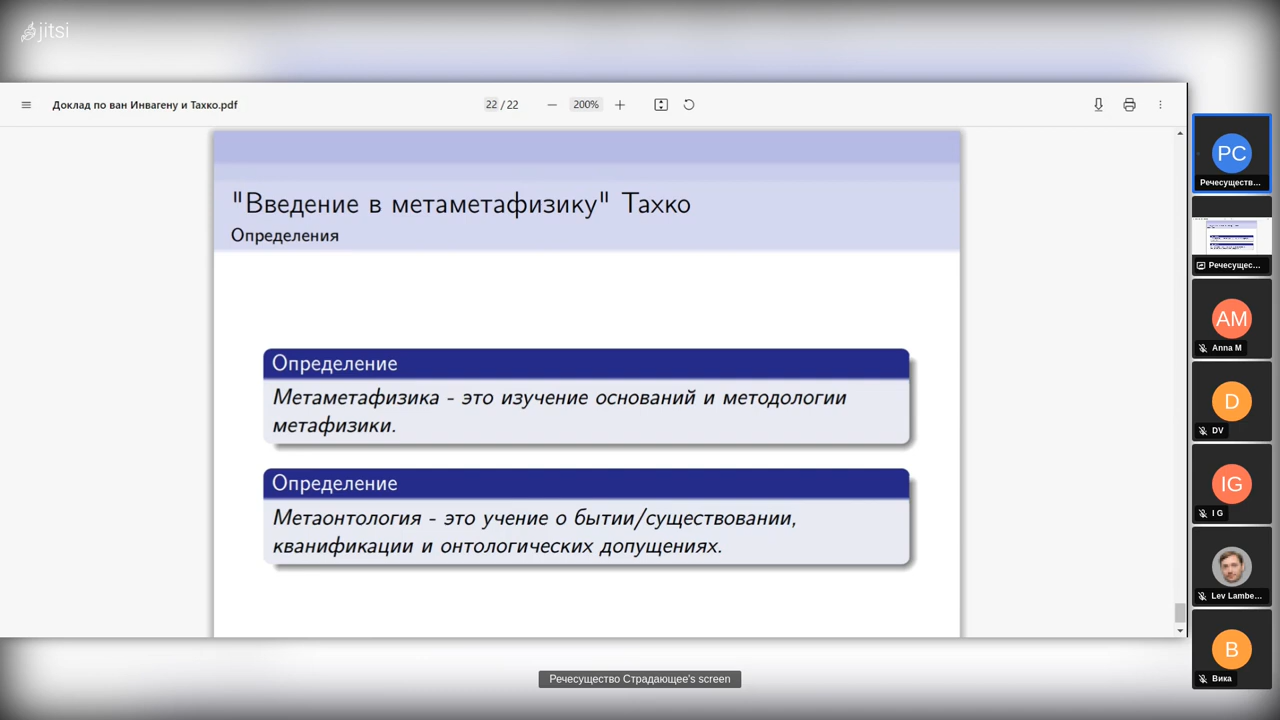 jitsi
Доклад по ван Инвагену и Тахко.pdf
22 / 22
200%
"Введение в метаметафизику" Тахко
Определения
Определение
Метаметафизика - это изучение оснований и методологии
метафизики.
Определение
Метаонтология - это учение о бытии/существовании,
кванификации и онтологических допущениях.
PC
Речесуществ...
Речесущес...
AM
Anna M
D
DV
IG
I G
Lev Lambe...
B
Вика
Речесущество Страдающее's screen